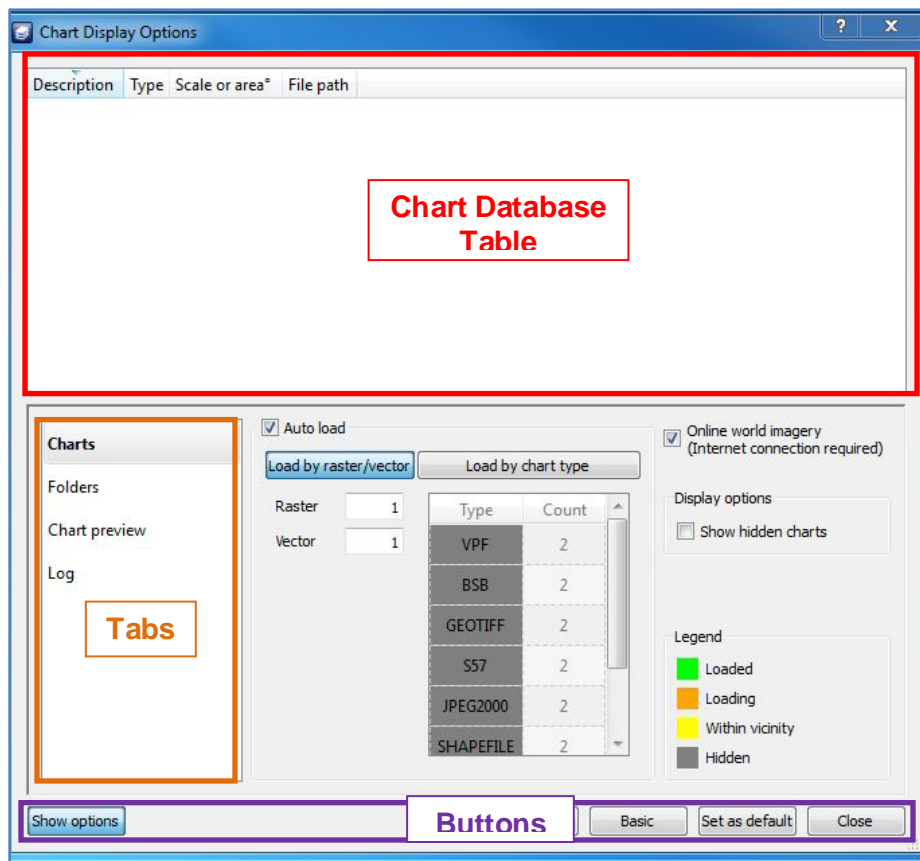 Chart Display Options
Description Type Scale or area° File path
Chart Database
Table
Charts
Folders
Chart preview
Log
Tabs
Auto load
Load by raster/vector Load by chart type
Raster 1
Vector 1
Type Count
VPF 2
BSB 2
GEOTIFF 2
S57 2
JPEG2000 2
SHAPEFILE 2
Online world imagery
(Internet connection required)
Display options
Show hidden charts
Legend
Loaded
Loading
Within vicinity
Hidden
Show options Buttons Basic Set as default Close